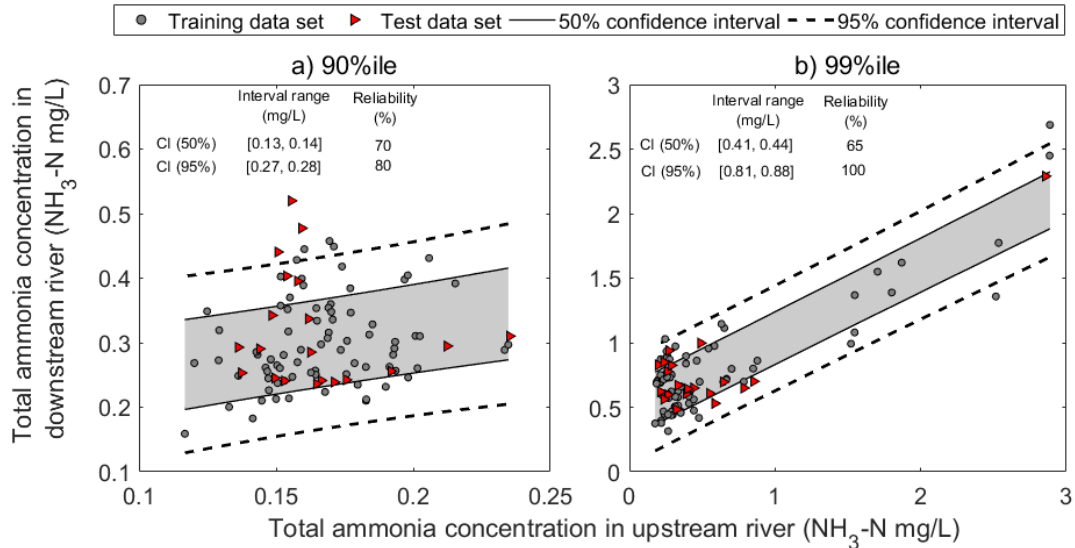 Training data set Test data set 50% confidence interval 95% confidence interval
Total ammonia concentration in
downstream river (NH3-N mg/L)
a) 90%ile
0.7
0.6
0.5
0.4
0.3
0.2
0.1
Interval range Reliability
(mg/L) (%)
CI (50%) [0.13, 0.14] 70
CI (95%) [0.27, 0.28] 80
0.1 0.15 0.2 0.25
b) 99%ile
3
2.5
2
1.5
1
0.5
0
Interval range Reliability
(mg/L) (%)
CI (50%) [0.41, 0.44] 65
CI (95%) [0.81, 0.88] 100
0 1 2 3
Total ammonia concentration in upstream river (NH3-N mg/L)